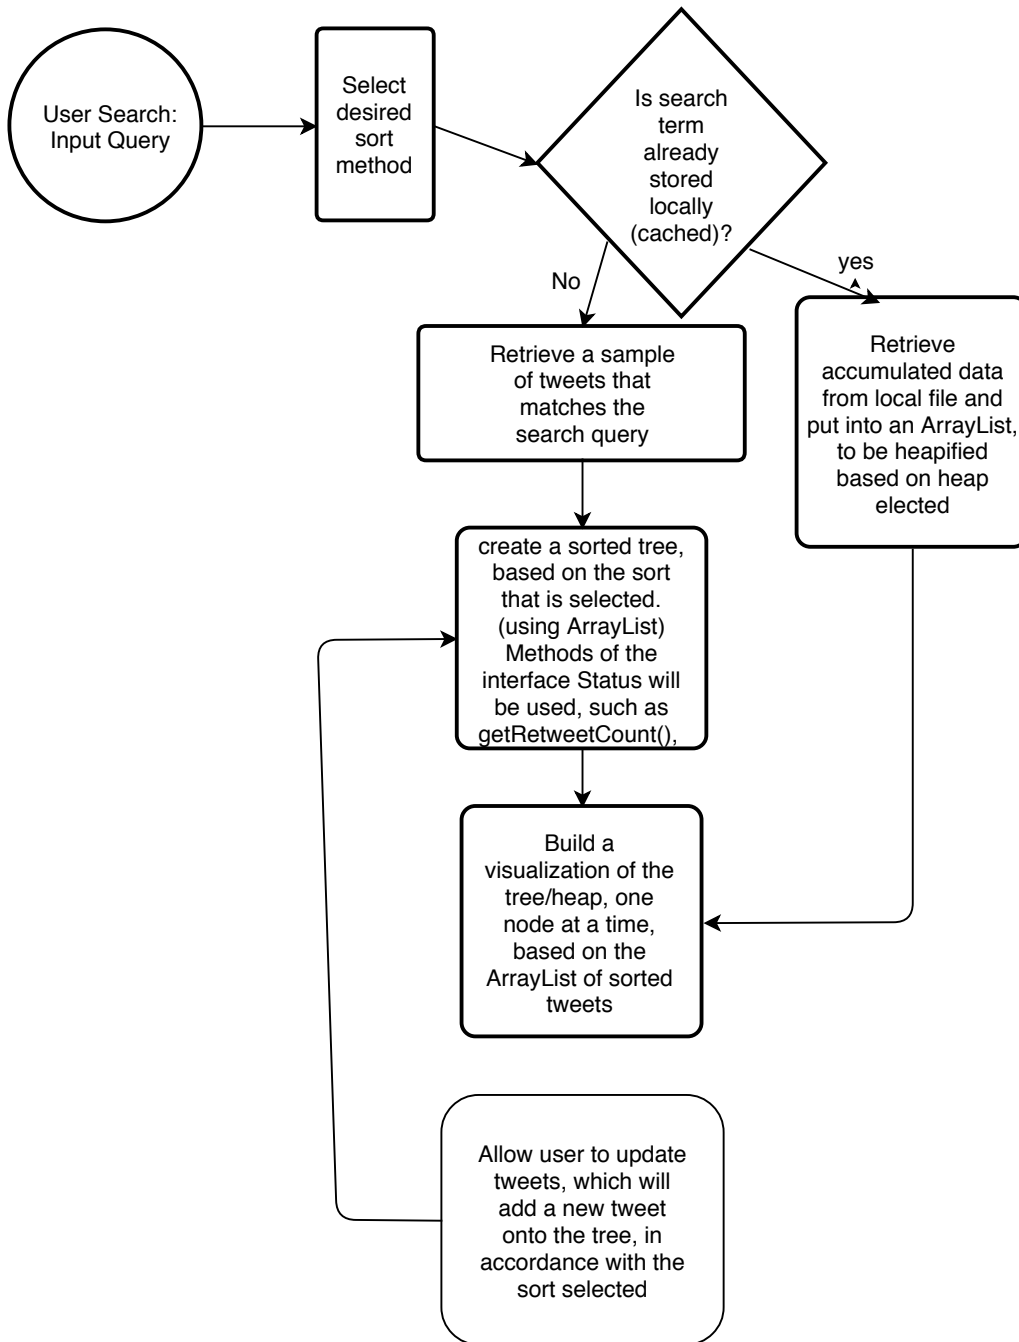 User Search:
Input Query
Select
desired
sort
method
Is search
term
already
stored
locally
(cached)?
No
yes
Retrieve a sample
of tweets that
matches the
search query
Retrieve
accumulated data
from local file and
put into an ArrayList,
to be heapified
based on heap
elected
create a sorted tree,
based on the sort
that is selected.
(using ArrayList)
Methods of the
interface Status will
be used, such as
getRetweetCount(),
Build a
visualization of the
tree/heap, one
node at a time,
based on the
ArrayList of sorted
tweets
Allow user to update
tweets, which will
add a new tweet
onto the tree, in
accordance with the
sort selected